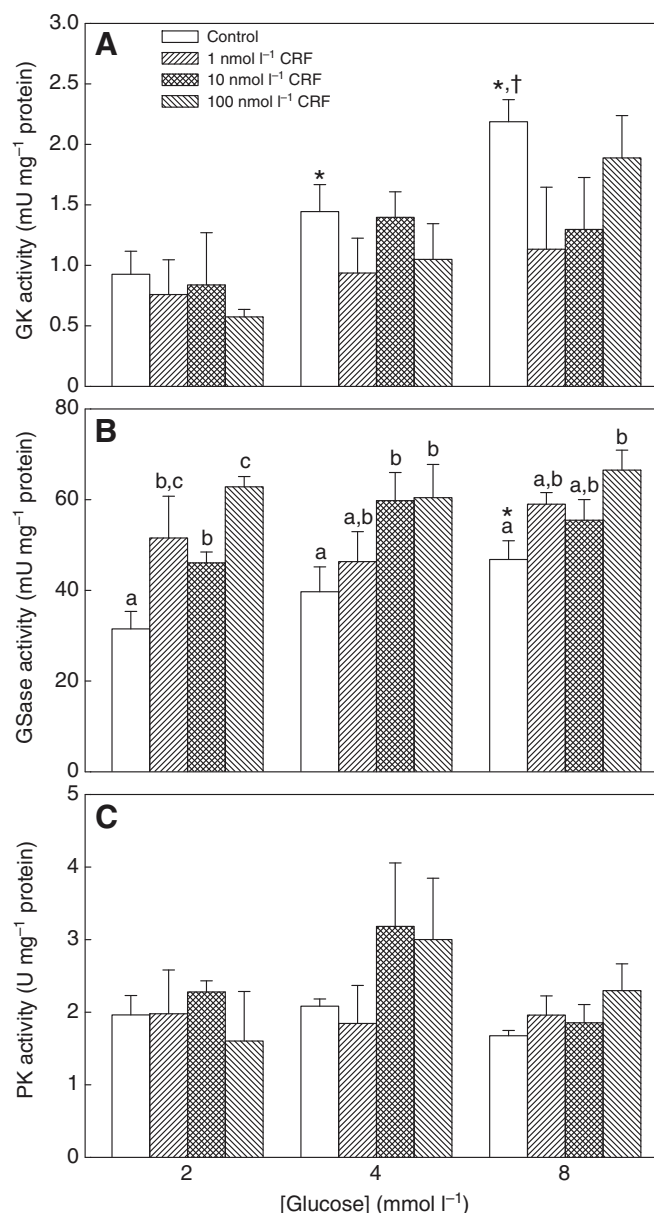 A
Control
1 nmol l⁻¹ CRF
10 nmol l⁻¹ CRF
100 nmol l⁻¹ CRF
GK activity (mU mg⁻¹ protein)
3.0
2.5
2.0
1.5
1.0
0.5
0
*
*,†
B
GSase activity (mU mg⁻¹ protein)
80
60
40
20
0
a
b,c
b
c
a
a,b
b
b
*
a
a,b
a,b
b
C
PK activity (U mg⁻¹ protein)
5
4
3
2
1
0
2 4 8
[Glucose] (mmol l⁻¹)